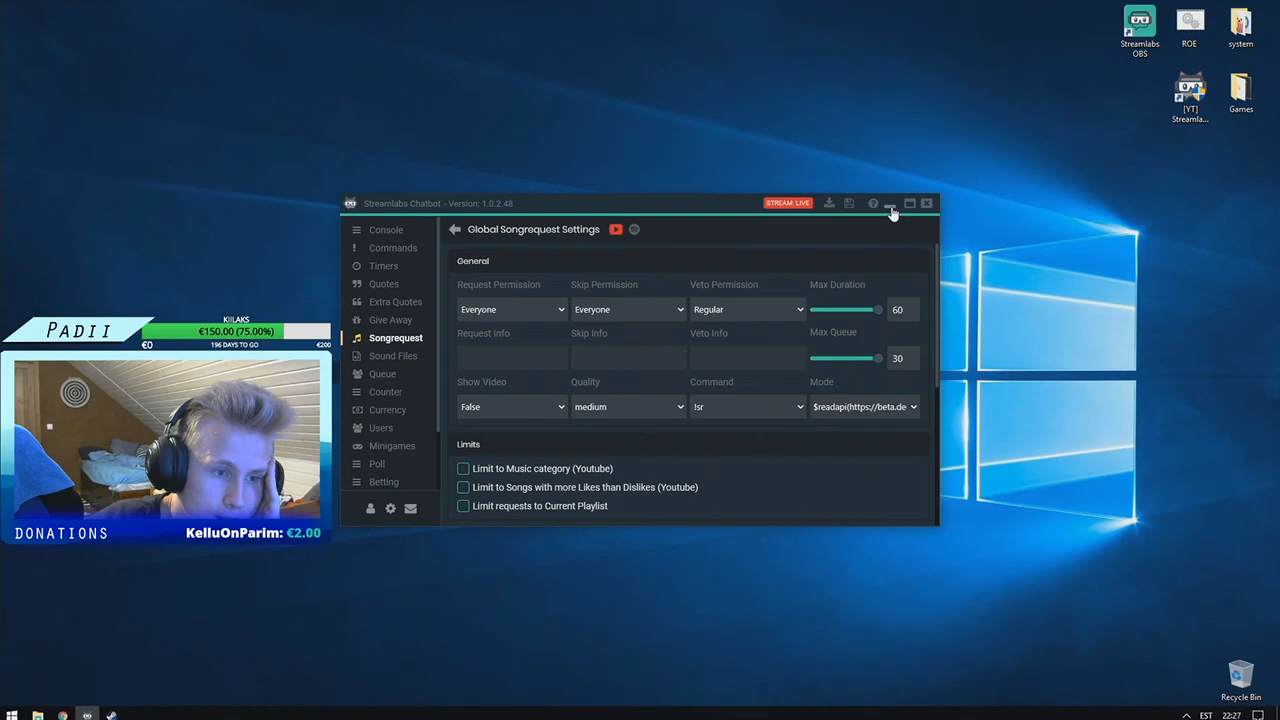 Streamlabs
OBS
ROE
system
[YT]
Streamla...
Games
Streamlabs Chatbot - Version: 1.0.2.48
STREAM: LIVE
Console
Commands
Timers
Quotes
Extra Quotes
Give Away
Songrequest
Sound Files
Queue
Counter
Currency
Users
Minigames
Poll
Betting
Global Songrequest Settings
General
Request Permission
Skip Permission
Veto Permission
Max Duration
Everyone
Everyone
Regular
60
Request Info
Skip Info
Veto Info
Max Queue
30
Show Video
Quality
Command
Mode
False
medium
!sr
$readapi(https://beta.de
Limits
Limit to Music category (Youtube)
Limit to Songs with more Likes than Dislikes (Youtube)
Limit requests to Current Playlist
PADII
KIILAKS
€150.00 (75.00%)
€0
196 DAYS TO GO
€200
DONATIONS
KelluOnParim: €2.00
Recycle Bin
EST
22:27